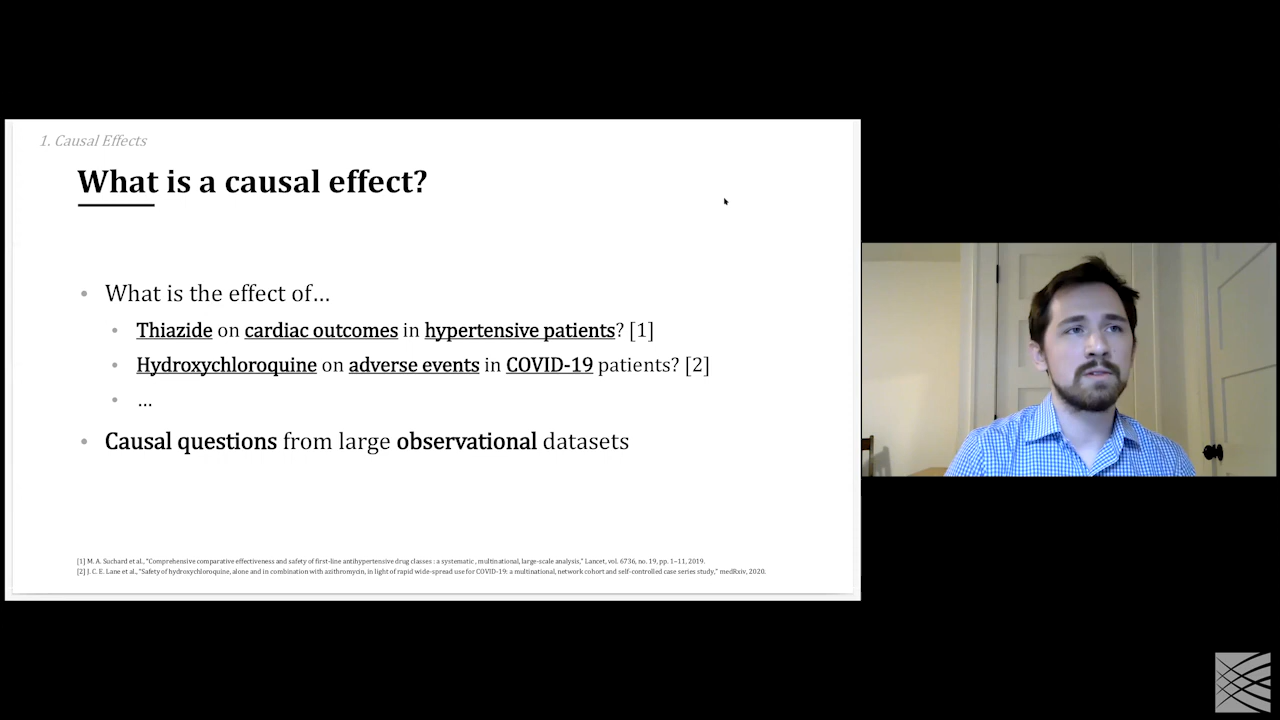 1. Causal Effects
What is a causal effect?
• What is the effect of…
• Thiazide on cardiac outcomes in hypertensive patients? [1]
• Hydroxychloroquine on adverse events in COVID-19 patients? [2]
• …
• Causal questions from large observational datasets
[1] M. A. Suchard et al., "Comprehensive comparative effectiveness and safety of first-line antihypertensive drug classes : a systematic , multinational, large-scale analysis," Lancet, vol. 6736, no. 19, pp. 1–11, 2019.
[2] J. C. E. Lane et al., "Safety of hydroxychloroquine, alone and in combination with azithromycin, in light of rapid wide-spread use for COVID-19: a multinational, network cohort and self-controlled case series study," medRxiv, 2020.